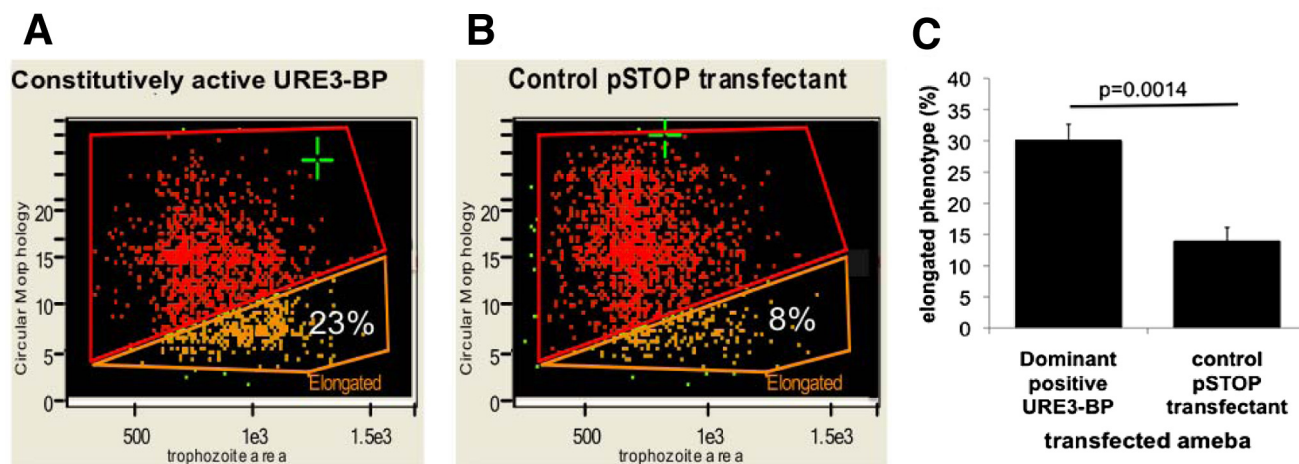 A
Constitutively active URE3-BP
Circular Morphology
20
15
10
5
0
23%
Elongated
500
1e3
1.5e3
trophozoite area
B
Control pSTOP transfectant
Circular Morphology
20
15
10
5
0
8%
Elongated
500
1e3
1.5e3
trophozoite area
C
elongated phenotype (%)
40
35
30
25
20
15
10
5
0
p=0.0014
Dominant
positive
URE3-BP
control
pSTOP
transfectant
transfected ameba